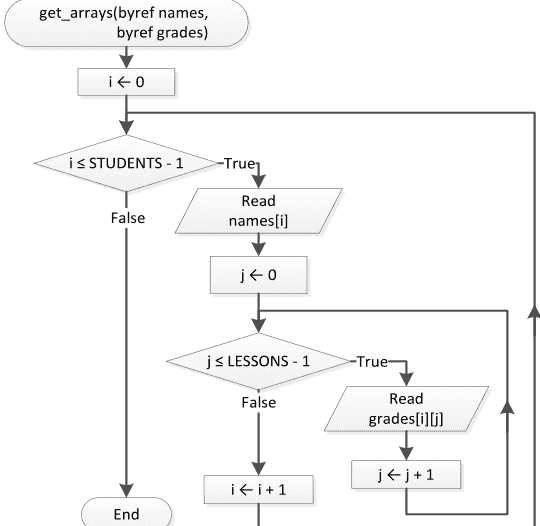 get_arrays(byref names,
byref grades)
i ← 0
i ≤ STUDENTS - 1
True
False
Read
names[i]
j ← 0
j ≤ LESSONS - 1
True
False
Read
grades[i][j]
j ← j + 1
i ← i + 1
End